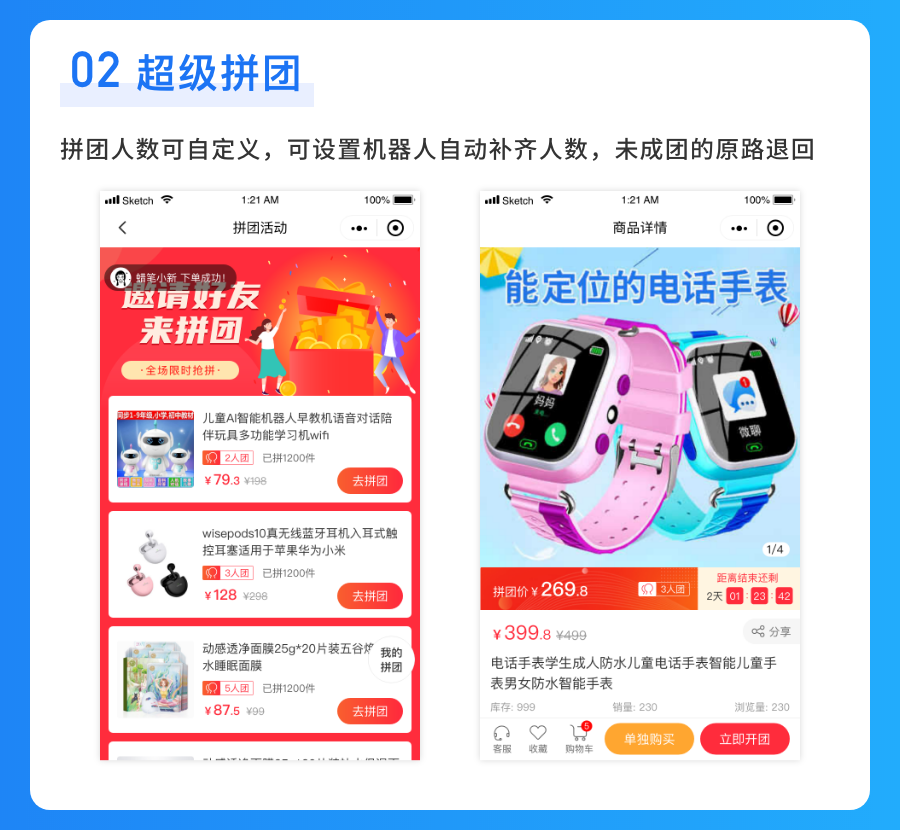 02 超级拼团
拼团人数可自定义，可设置机器人自动补齐人数，未成团的原路退回
Sketch
1:21 AM
100%
拼团活动
蜡笔小新 下单成功！
邀请好友
来拼团
·全场限时抢拼·
同步1-9年级,小学,初中教材
儿童AI智能机器人早教机语音对话陪
伴玩具多功能学习机wifi
2人团
已拼1200件
￥79.3 ¥198
去拼团
wisepods10真无线蓝牙耳机入耳式触
控耳塞适用于苹果华为小米
3人团
已拼1200件
￥128 ¥298
去拼团
动感透净面膜25g*20片装五谷
水睡眠面膜
5人团
已拼1200件
￥87.5 ¥99
去拼团
我的
拼团
Sketch
1:21 AM
100%
商品详情
能定位的电话手表
妈妈
1
微聊
1/4
拼团价￥269.8
3人团
距离结束还剩
2天 01 : 23 : 42
￥399.8 ¥499
分享
电话手表学生成人防水儿童电话手表智能儿童手
表男女防水智能手表
库存: 999
销量: 230
浏览量: 230
客服
收藏
5
购物车
单独购买
立即开团